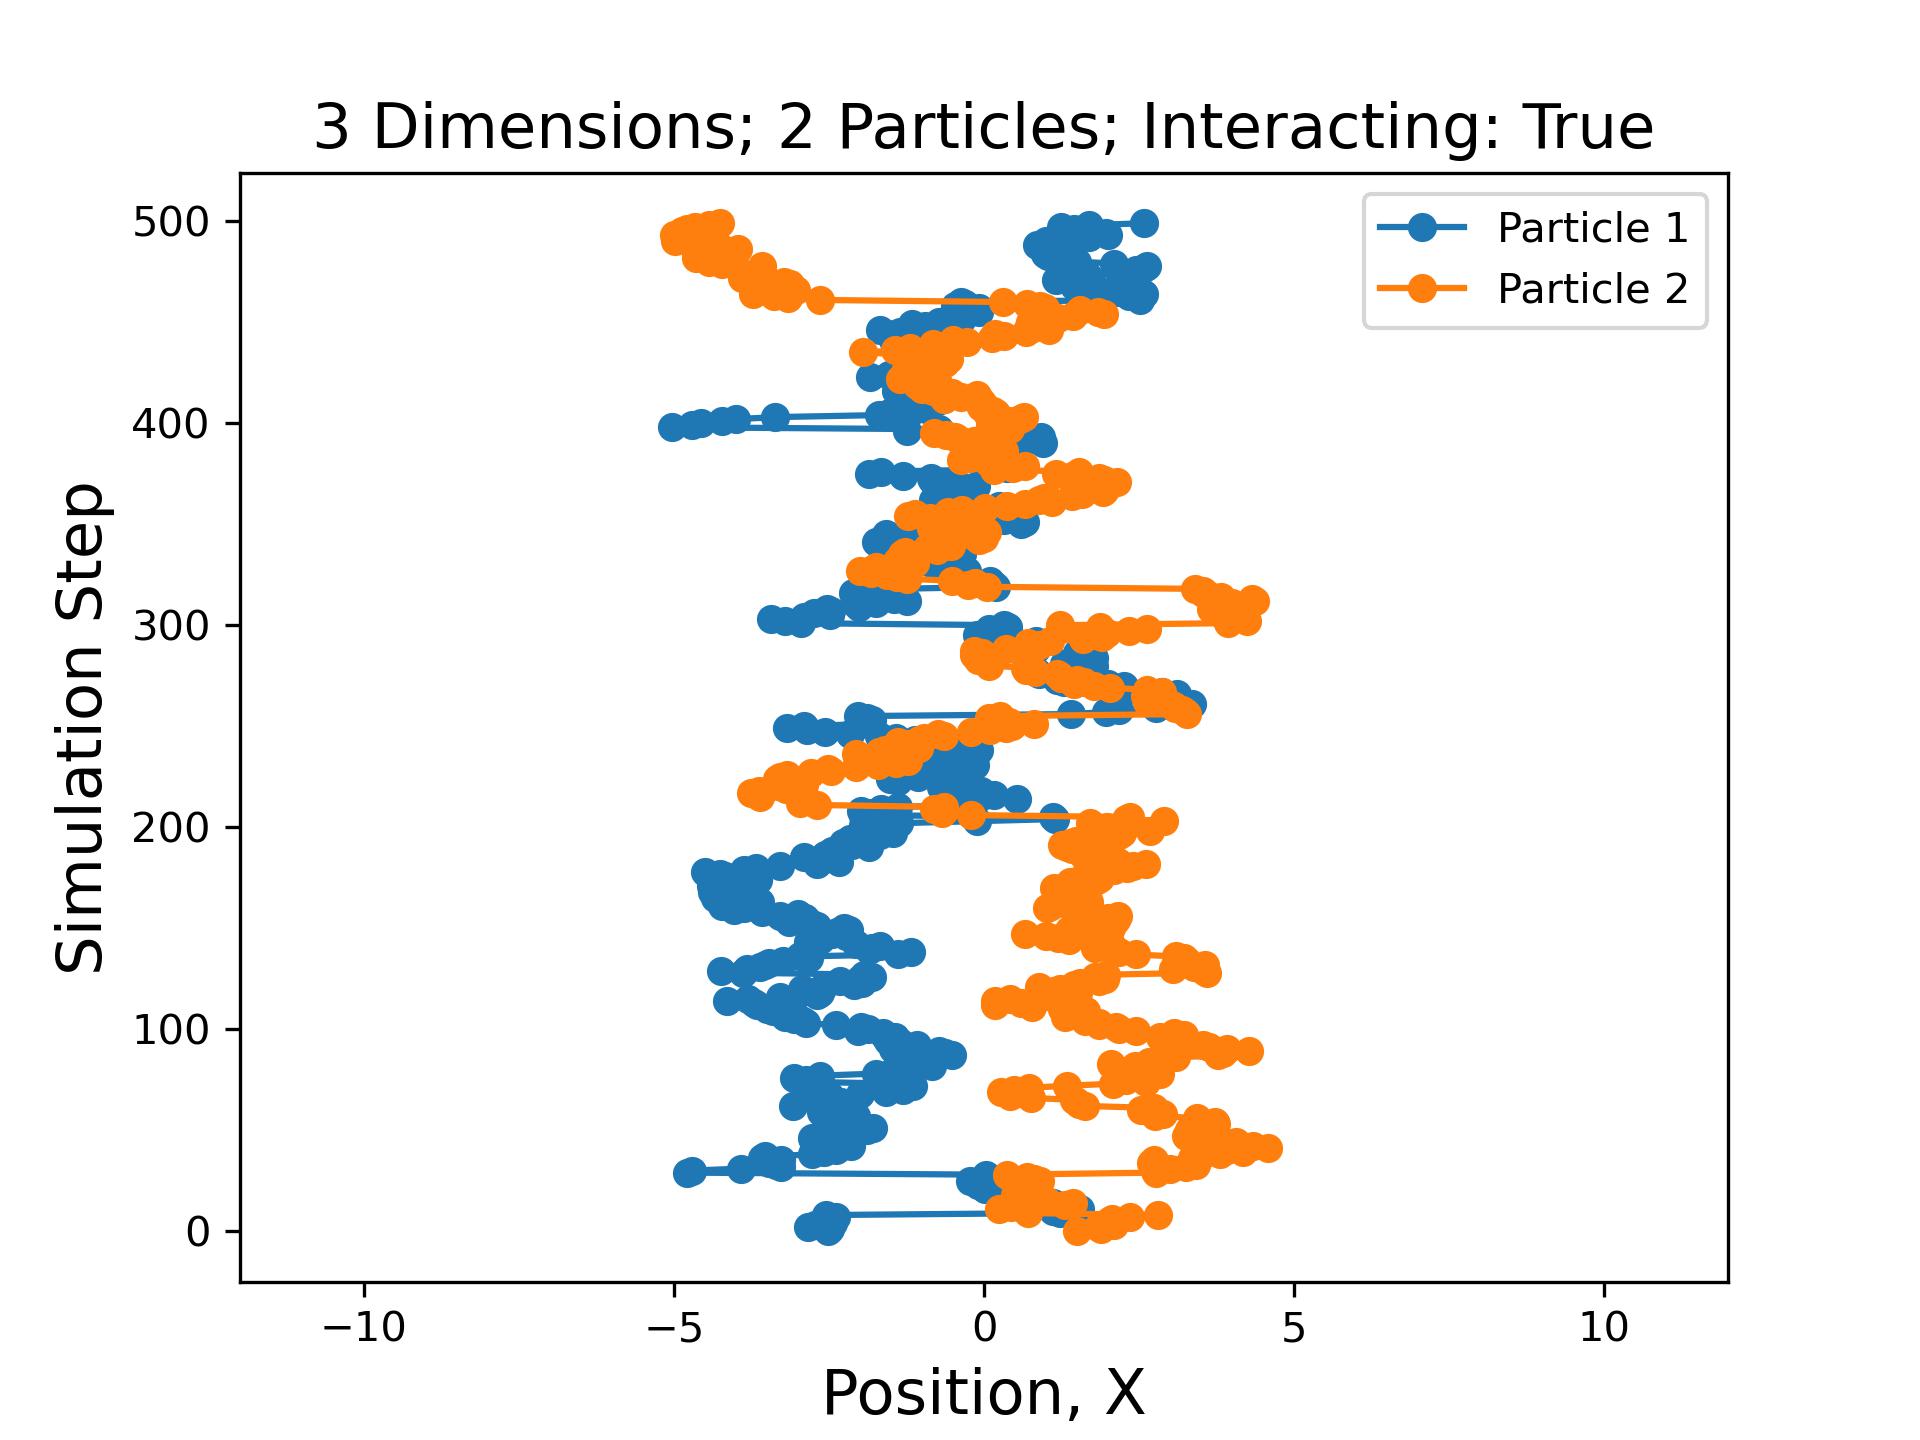 3 Dimensions; 2 Particles; Interacting: True
Particle 1
Particle 2
Simulation Step
500
400
300
200
100
0
−10
−5
0
5
10
Position, X